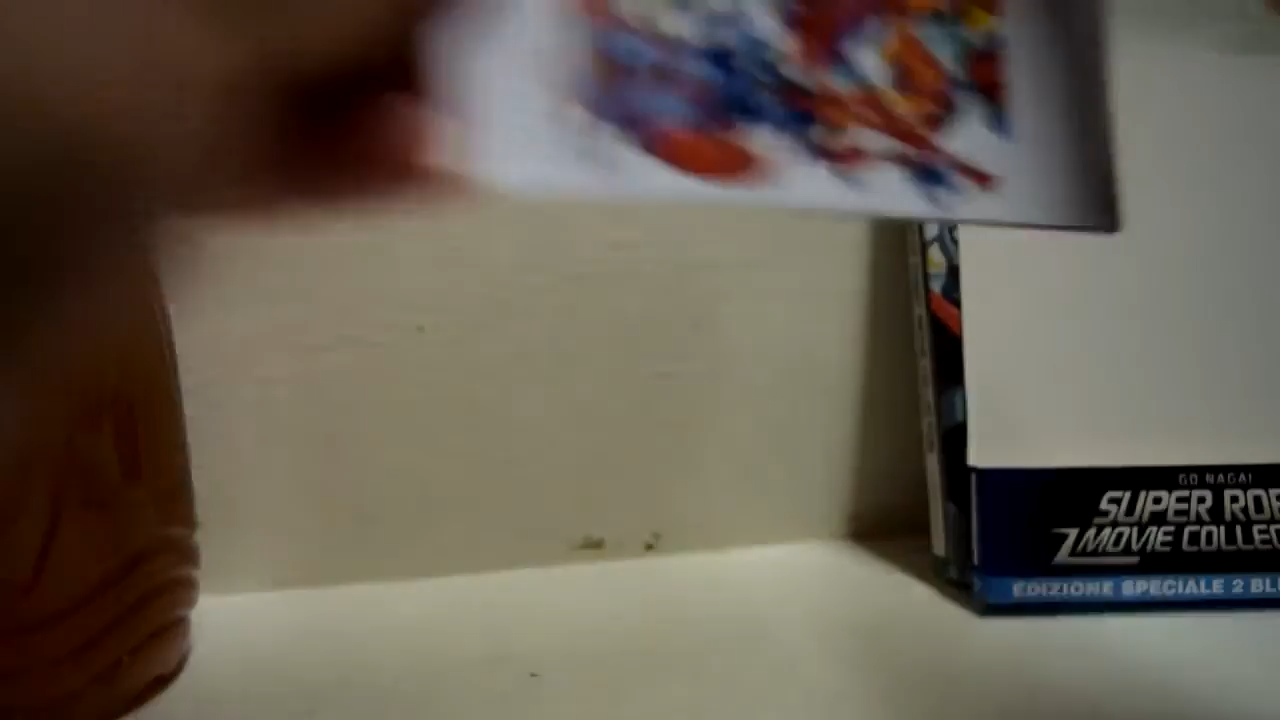 GO NAGAI
SUPER ROB
MOVIE COLLEC
EDIZIONE SPECIALE 2 BLU